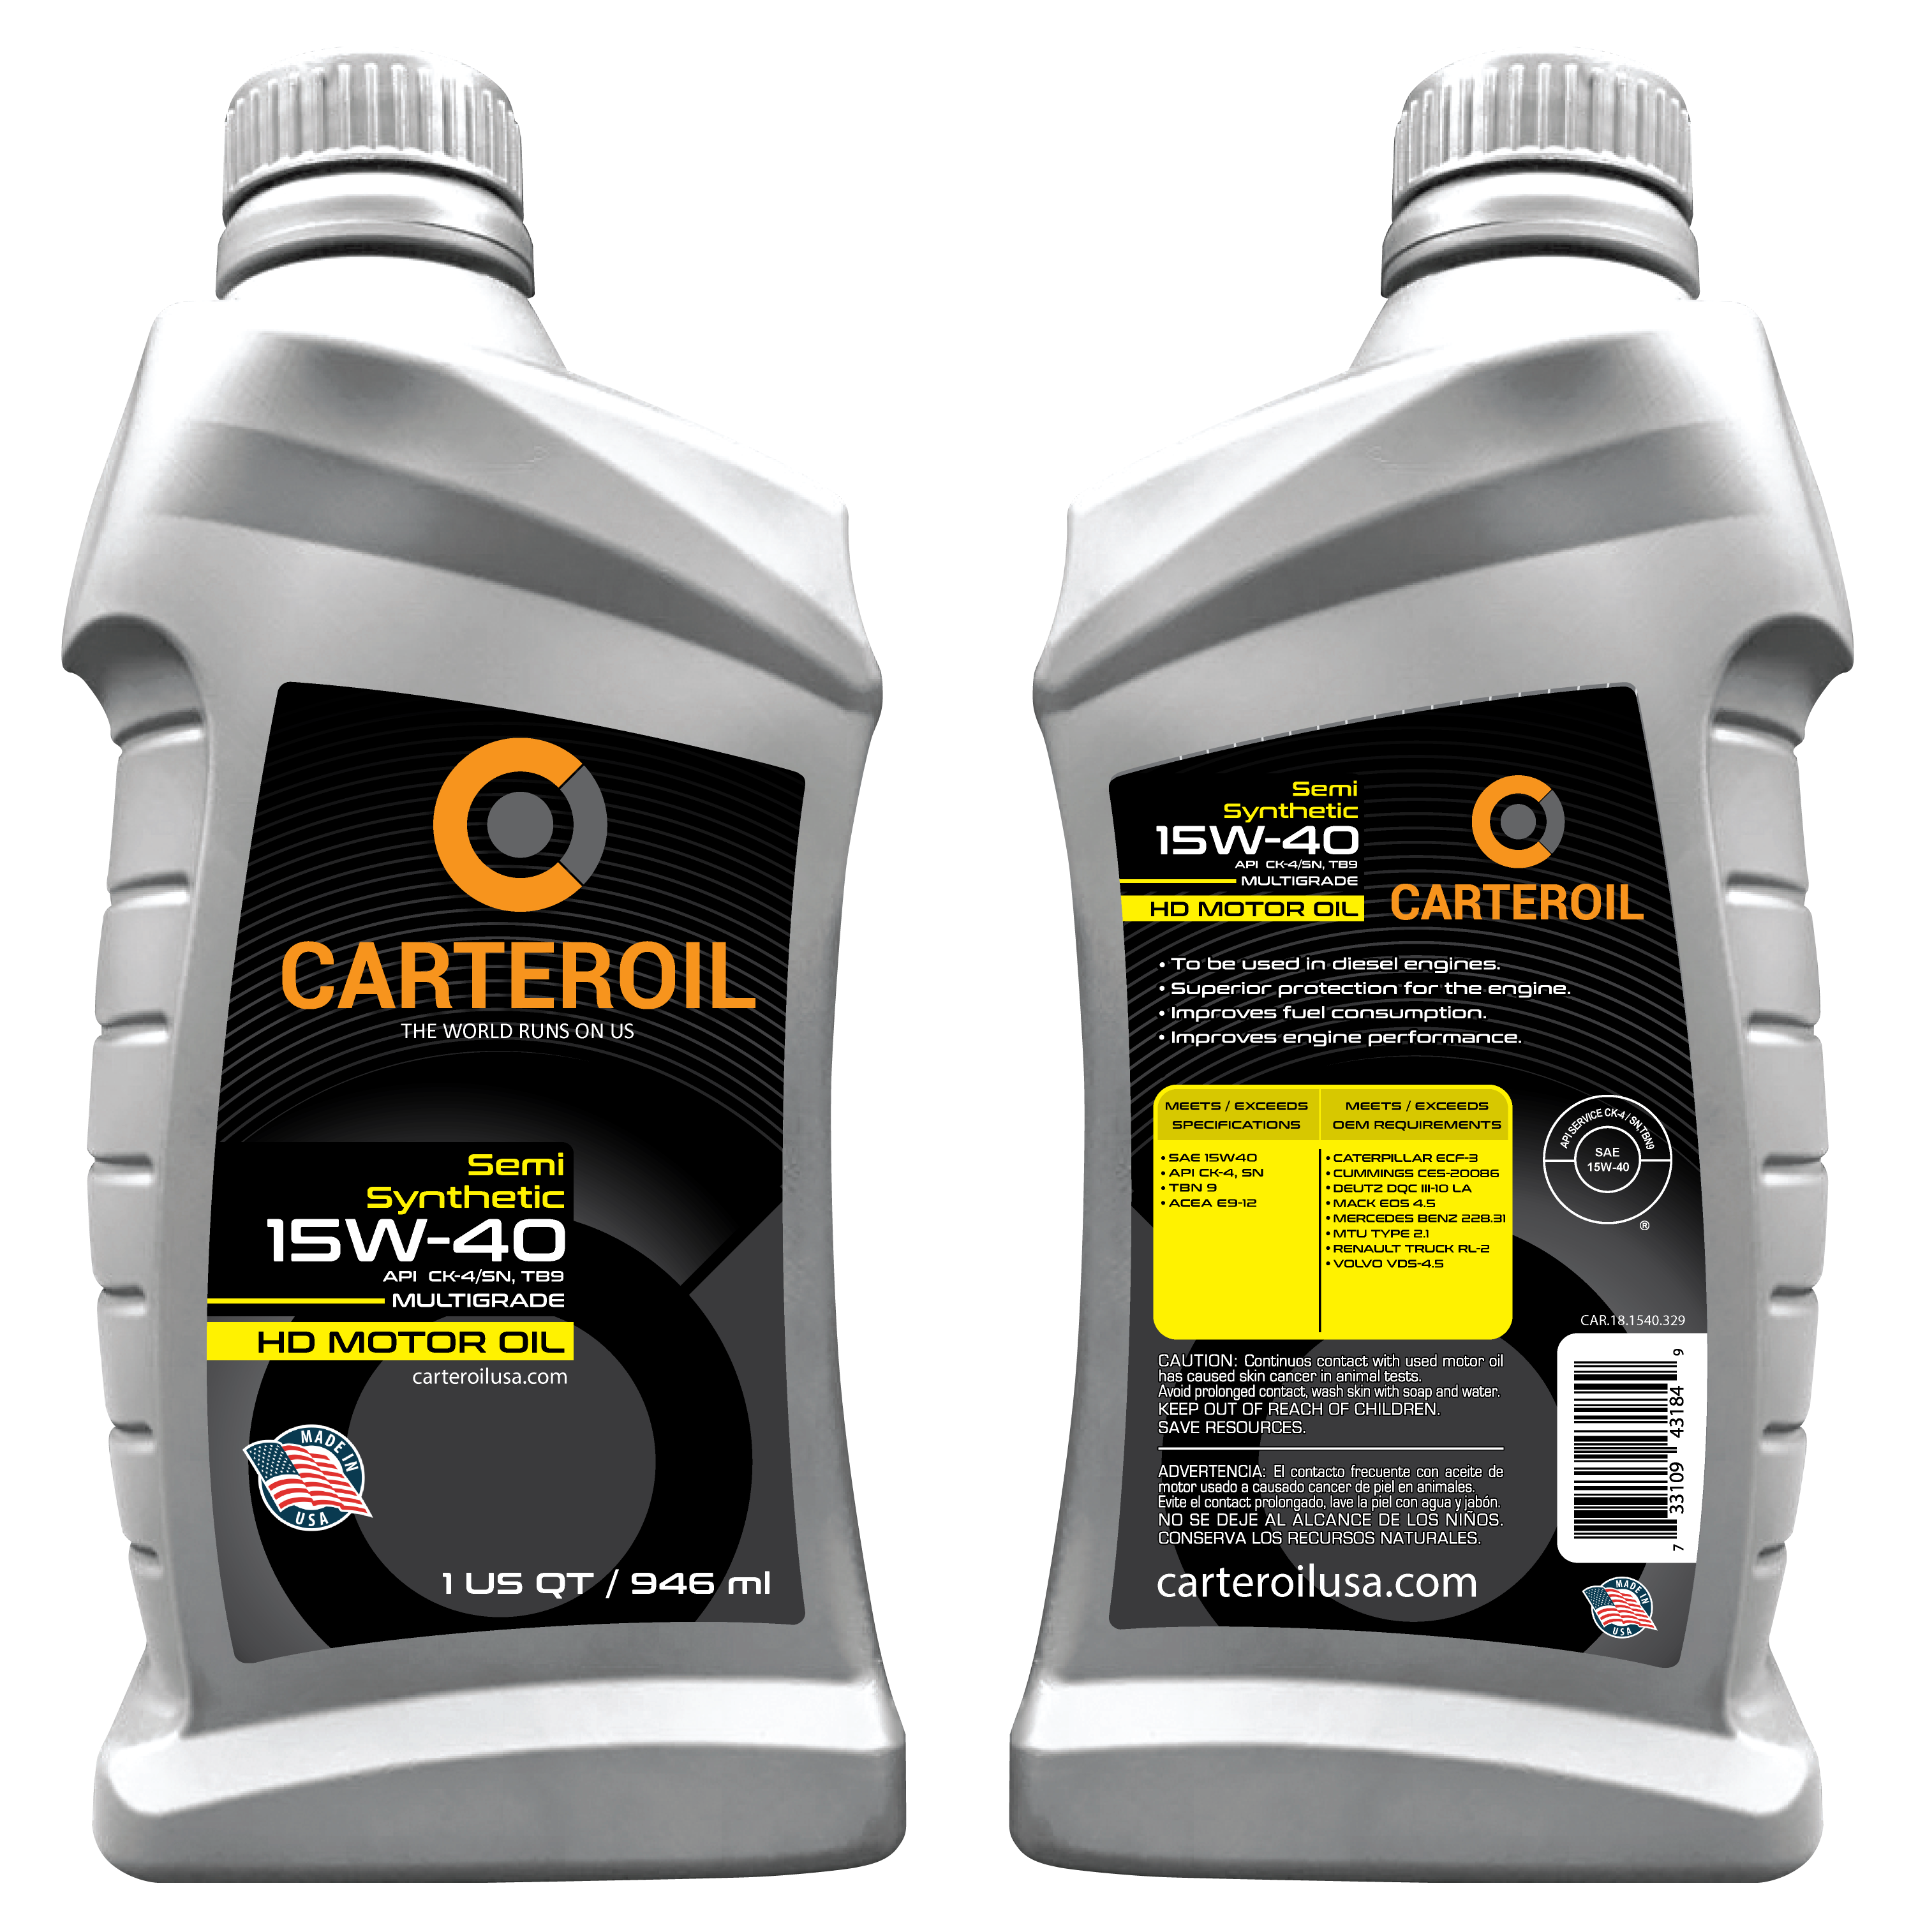 CARTEROIL
THE WORLD RUNS ON US
Semi
Synthetic
15W-40
API CK-4/SN, TB9
MULTIGRADE
HD MOTOR OIL
carteroilusa.com
MADE IN
USA
1 US QT / 946 ml
Semi
Synthetic
15W-40
API CK-4/SN, TB9
MULTIGRADE
HD MOTOR OIL
CARTEROIL
• To be used in diesel engines.
• Superior protection for the engine.
• Improves fuel consumption.
• Improves engine performance.
MEETS / EXCEEDS
SPECIFICATIONS
• SAE 15W40
• API CK-4, SN
• TBN 9
• ACEA E9-12
MEETS / EXCEEDS
OEM REQUIREMENTS
• CATERPILLAR ECF-3
• CUMMINGS CES-20086
• DEUTZ DQC III-10 LA
• MACK EOS 4.5
• MERCEDES BENZ 228.31
• MTU TYPE 2.1
• RENAULT TRUCK RL-2
• VOLVO VDS-4.5
API SERVICE CK-4 / SN,TBN9
SAE
15W-40
®
CAR.18.1540.329
7 33109 43184 9
CAUTION: Continuos contact with used motor oil
has caused skin cancer in animal tests.
Avoid prolonged contact, wash skin with soap and water.
KEEP OUT OF REACH OF CHILDREN.
SAVE RESOURCES.
ADVERTENCIA: El contacto frecuente con aceite de
motor usado a causado cancer de piel en animales.
Evite el contact prolongado, lave la piel con agua y jabón.
NO SE DEJE AL ALCANCE DE LOS NIÑOS.
CONSERVA LOS RECURSOS NATURALES.
carteroilusa.com
MADE IN
USA